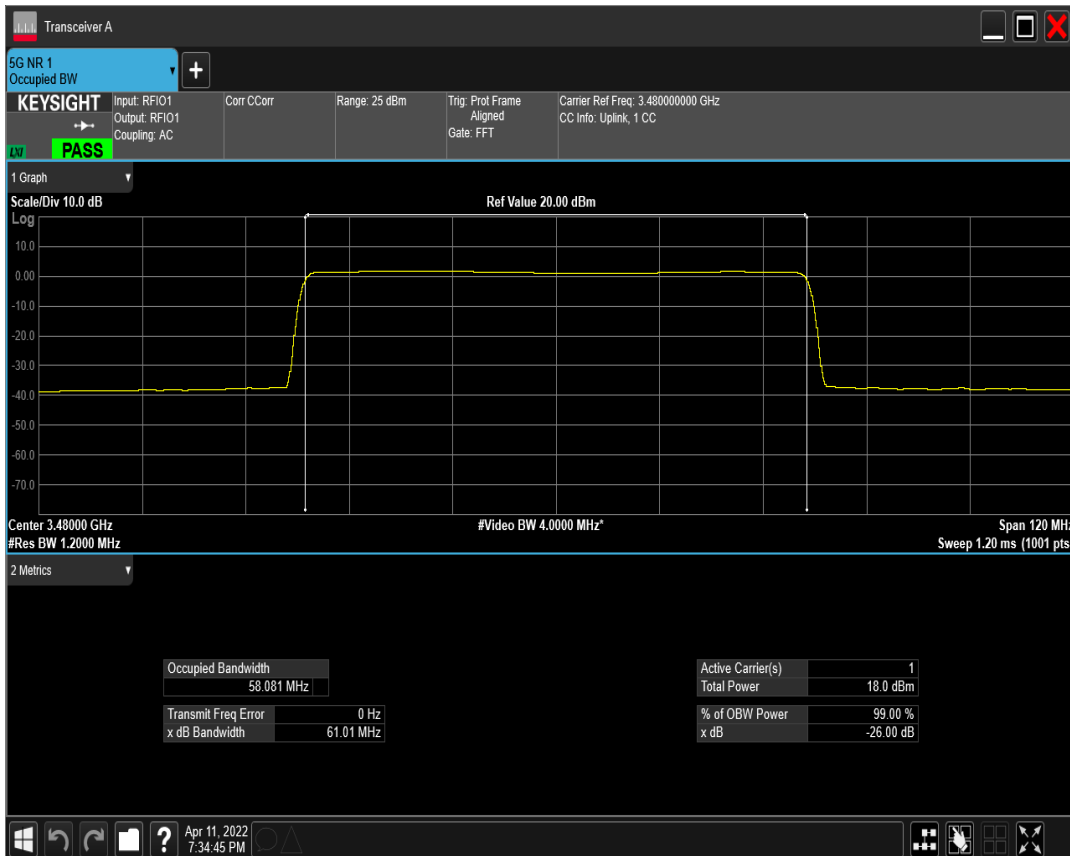 Transceiver A
5G NR 1
Occupied BW
+
KEYSIGHT
Input: RFIO1
Output: RFIO1
Coupling: AC
Corr CCorr
Range: 25 dBm
Trig: Prot Frame
Aligned
Gate: FFT
Carrier Ref Freq: 3.480000000 GHz
CC Info: Uplink, 1 CC
LXI
PASS
1 Graph
Scale/Div 10.0 dB
Ref Value 20.00 dBm
Log
10.0
0.00
-10.0
-20.0
-30.0
-40.0
-50.0
-60.0
-70.0
Center 3.48000 GHz
#Video BW 4.0000 MHz*
Span 120 MHz
#Res BW 1.2000 MHz
Sweep 1.20 ms (1001 pts
2 Metrics
Occupied Bandwidth
58.081 MHz
Transmit Freq Error 0 Hz
x dB Bandwidth 61.01 MHz
Active Carrier(s) 1
Total Power 18.0 dBm
% of OBW Power 99.00 %
x dB -26.00 dB
?
Apr 11, 2022
7:34:45 PM